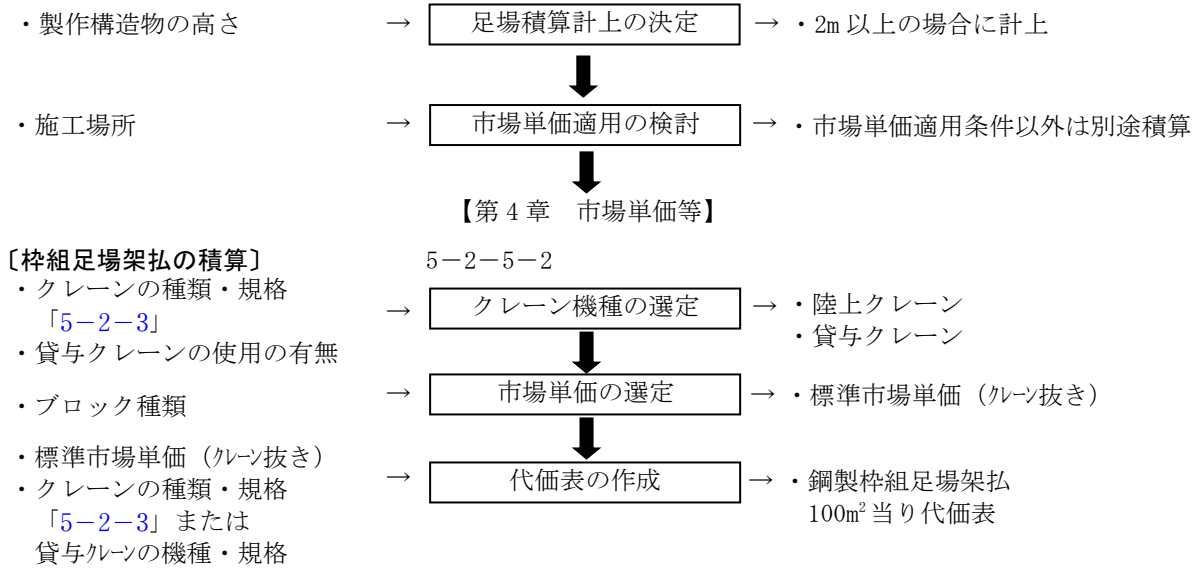 ・製作構造物の高さ → 足場積算計上の決定 → ・2m 以上の場合に計上
・施工場所 → 市場単価適用の検討 → ・市場単価適用条件以外は別途積算
【第 4 章　市場単価等】
〔枠組足場架払の積算〕 5－2－5－2
・クレーンの種類・規格
「5－2－3」 → クレーン機種の選定 → ・陸上クレーン
・貸与クレーンの使用の有無 ・貸与クレーン
・ブロック種類 → 市場単価の選定 → ・標準市場単価（ｸﾚｰﾝ抜き）
・標準市場単価（ｸﾚｰﾝ抜き）
・クレーンの種類・規格 → 代価表の作成 → ・鋼製枠組足場架払
「5－2－3」または 100m²当り代価表
貸与ｸﾚｰﾝの機種・規格